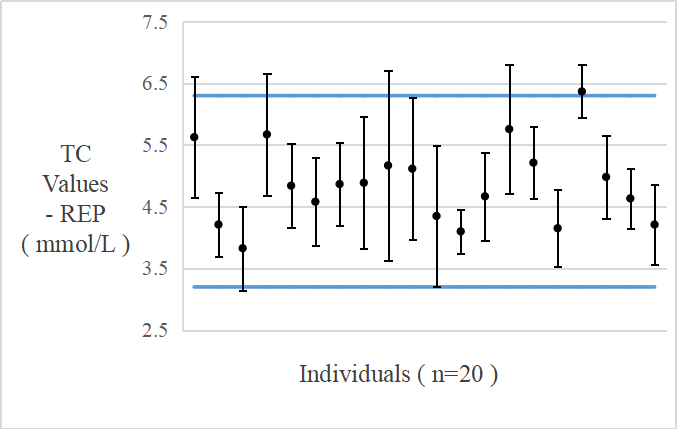 7.5
6.5
5.5
4.5
3.5
2.5
TC
Values
- REP
( mmol/L )
Individuals ( n=20 )